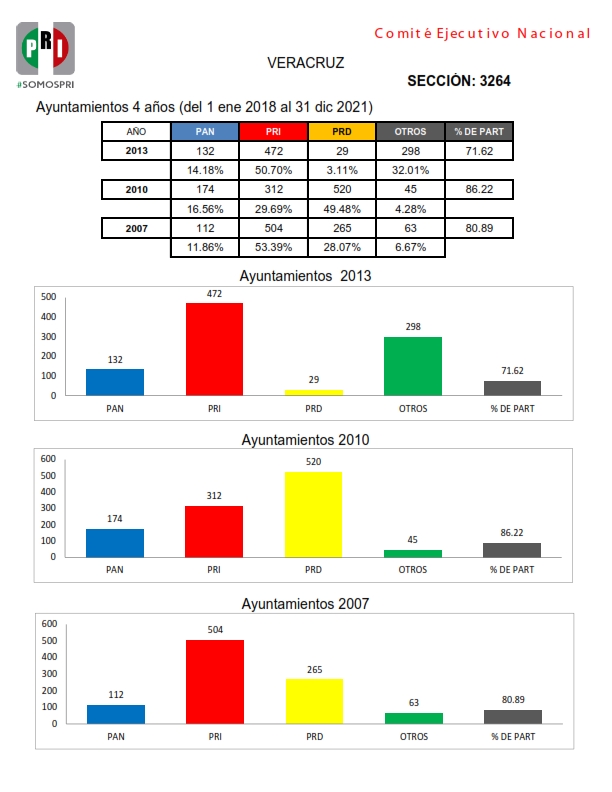 Comité Ejecutivo Nacional
PRI
#SOMOSPRI
VERACRUZ
SECCIÓN: 3264
Ayuntamientos 4 años (del 1 ene 2018 al 31 dic 2021)
AÑO PAN PRI PRD OTROS % DE PART
2013 132 472 29 298 71.62
14.18% 50.70% 3.11% 32.01%
2010 174 312 520 45 86.22
16.56% 29.69% 49.48% 4.28%
2007 112 504 265 63 80.89
11.86% 53.39% 28.07% 6.67%
Ayuntamientos 2013
500
400
300
200
100
0
132 472 29 298 71.62
PAN PRI PRD OTROS % DE PART
Ayuntamientos 2010
600
500
400
300
200
100
0
174 312 520 45 86.22
PAN PRI PRD OTROS % DE PART
Ayuntamientos 2007
600
500
400
300
200
100
0
112 504 265 63 80.89
PAN PRI PRD OTROS % DE PART